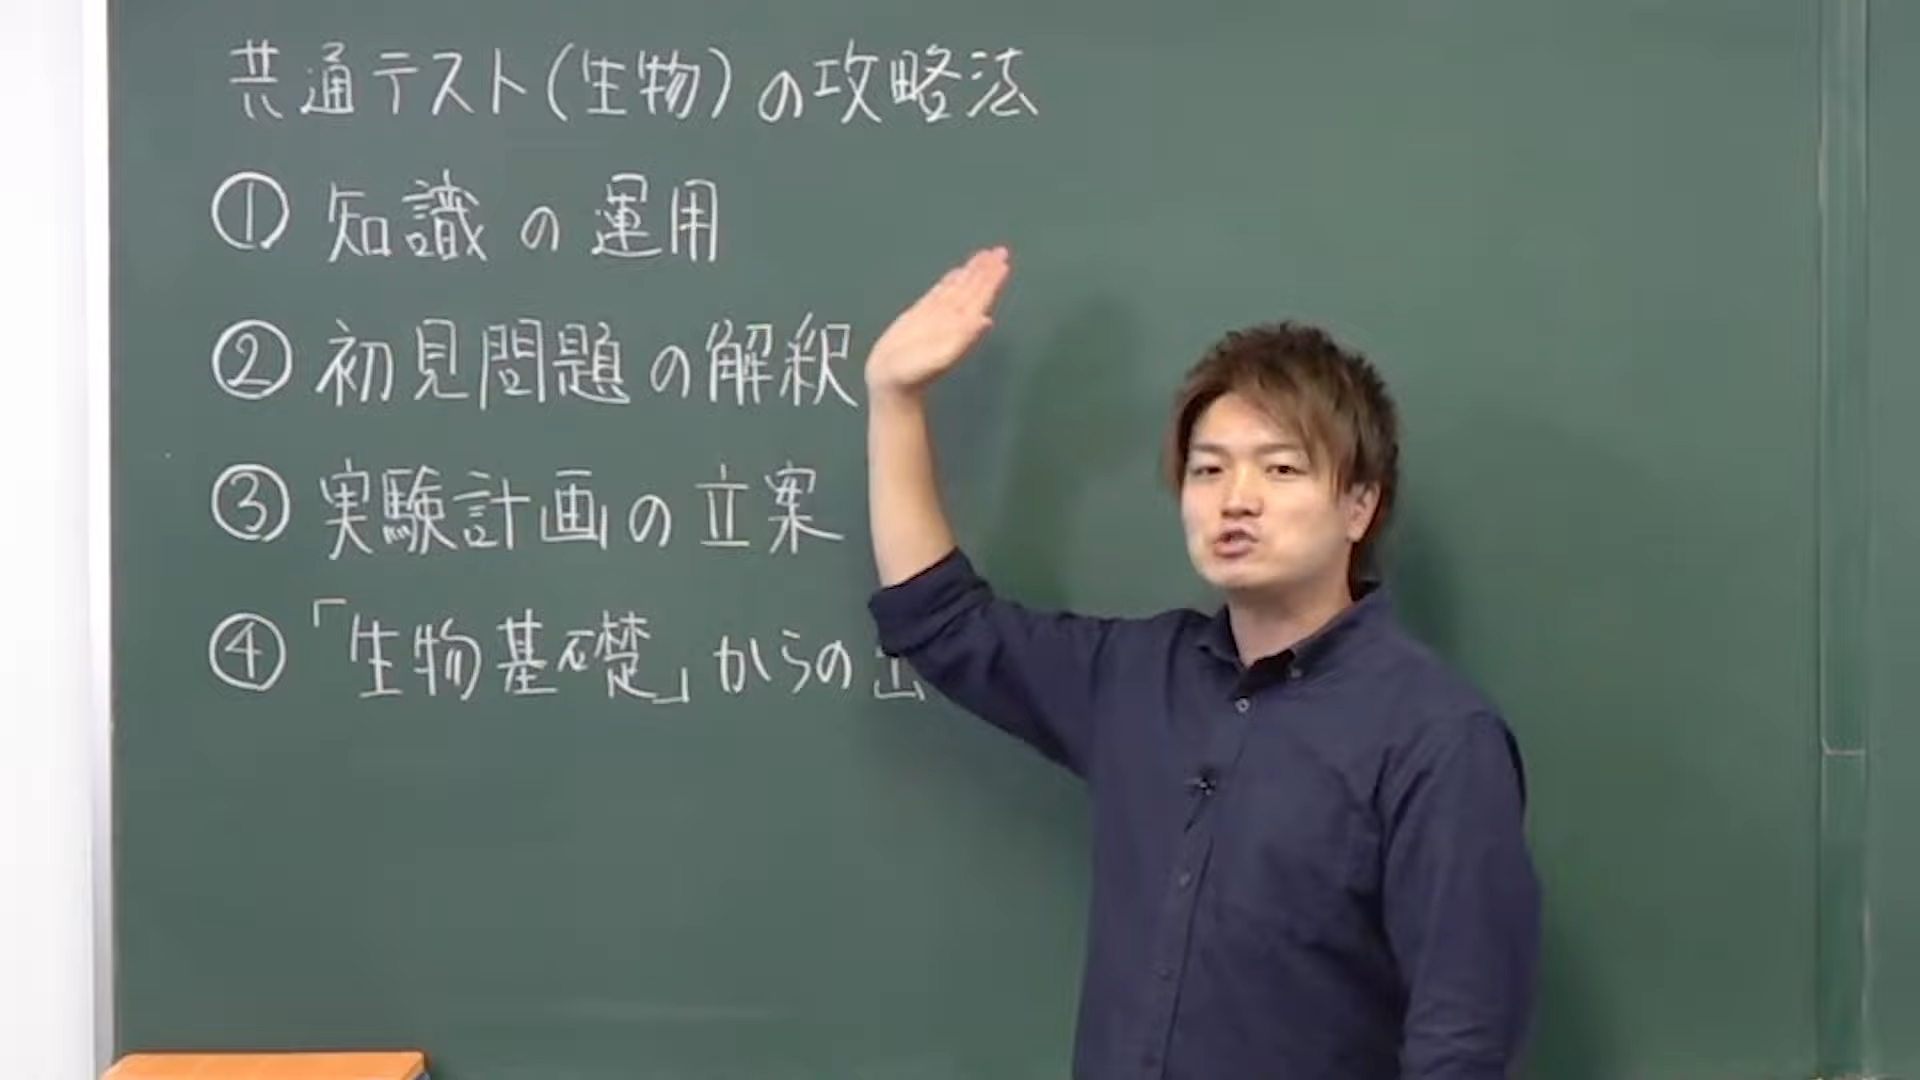 共通テスト(生物)の攻略法
① 知識の運用
② 初見問題の解釈
③ 実験計画の立案
④「生物基礎」からの